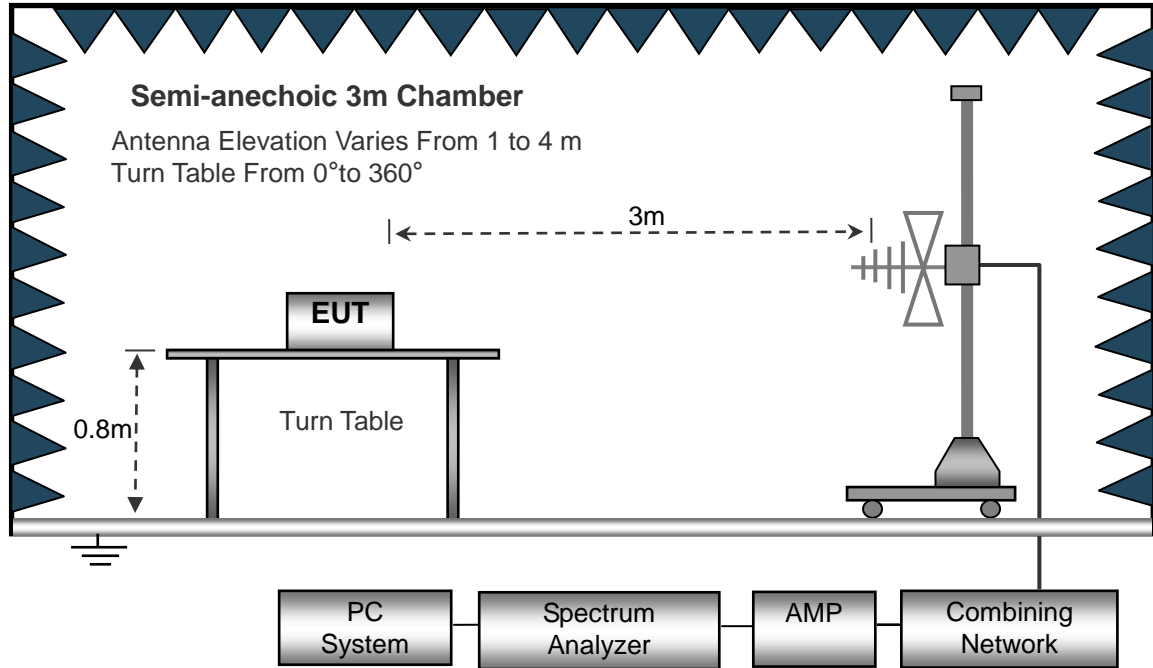 Semi-anechoic 3m Chamber
Antenna Elevation Varies From 1 to 4 m
Turn Table From 0°to 360°
3m
EUT
0.8m
Turn Table
PC
System
Spectrum
Analyzer
AMP
Combining
Network